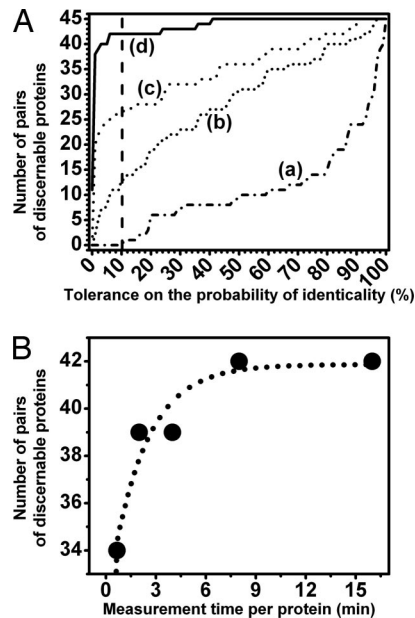 A
Number of pairs
of discernable proteins
45
40
35
30
25
20
15
10
5
0
(d)
(c)
(b)
(a)
0 10 20 30 40 50 60 70 80 90 100
Tolerance on the probability of identicality (%)
B
Number of pairs
of discernable proteins
42
40
38
36
34
0 3 6 9 12 15
Measurement time per protein (min)